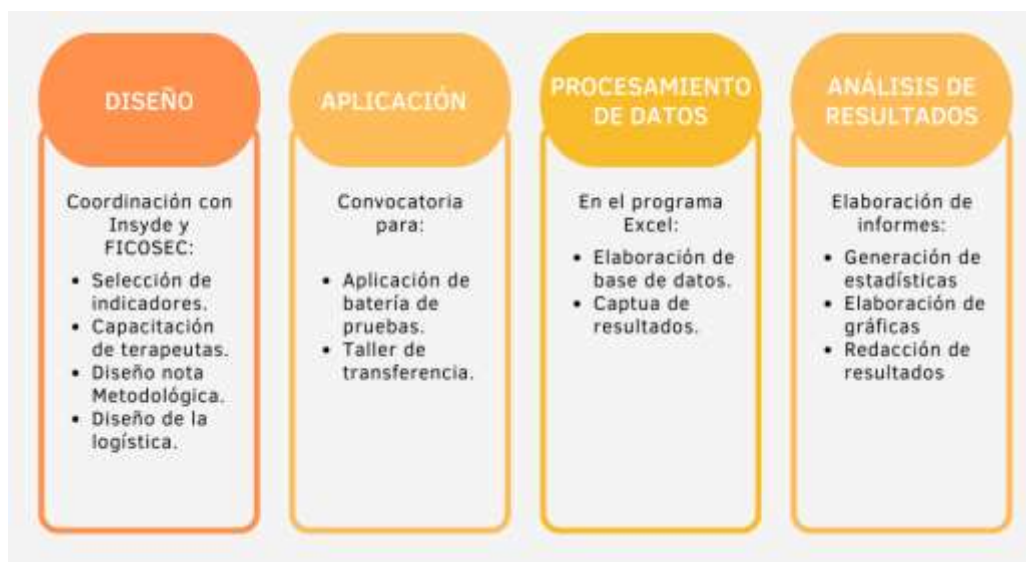 DISEÑO
Coordinación con
Insyde y
FICOSEC:
• Selección de
indicadores.
• Capacitación
de terapeutas.
• Diseño nota
Metodológica.
• Diseño de la
logística.
APLICACIÓN
Convocatoria
para:
• Aplicación de
batería de
pruebas.
• Taller de
transferencia.
PROCESAMIENTO
DE DATOS
En el programa
Excel:
• Elaboración de
base de datos.
• Captua de
resultados.
ANÁLISIS DE
RESULTADOS
Elaboración de
informes:
• Generación de
estadísticas
• Elaboración de
gráficas
• Redacción de
resultados